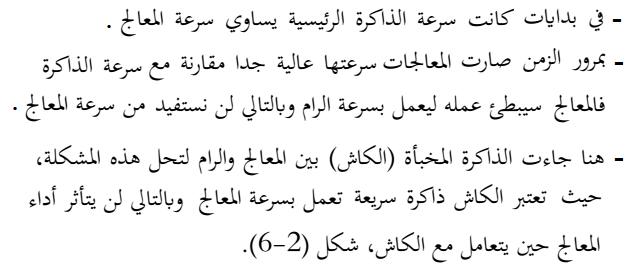 - في بدايات كانت سرعة الذاكرة الرئيسية يساوي سرعة المعالج .
- بمرور الزمن صارت المعالجات سرعتها عالية جدا مقارنة مع سرعة الذاكرة
فالمعالج سيبطئ عمله ليعمل بسرعة الرام وبالتالي لن نستفيد من سرعة المعالج .
- هنا جاءت الذاكرة المخبأة (الكاش) بين المعالج والرام لتحل هذه المشكلة،
حيث تعتبر الكاش ذاكرة سريعة تعمل بسرعة المعالج وبالتالي لن يتأثر أداء
المعالج حين يتعامل مع الكاش، شكل (2-6).